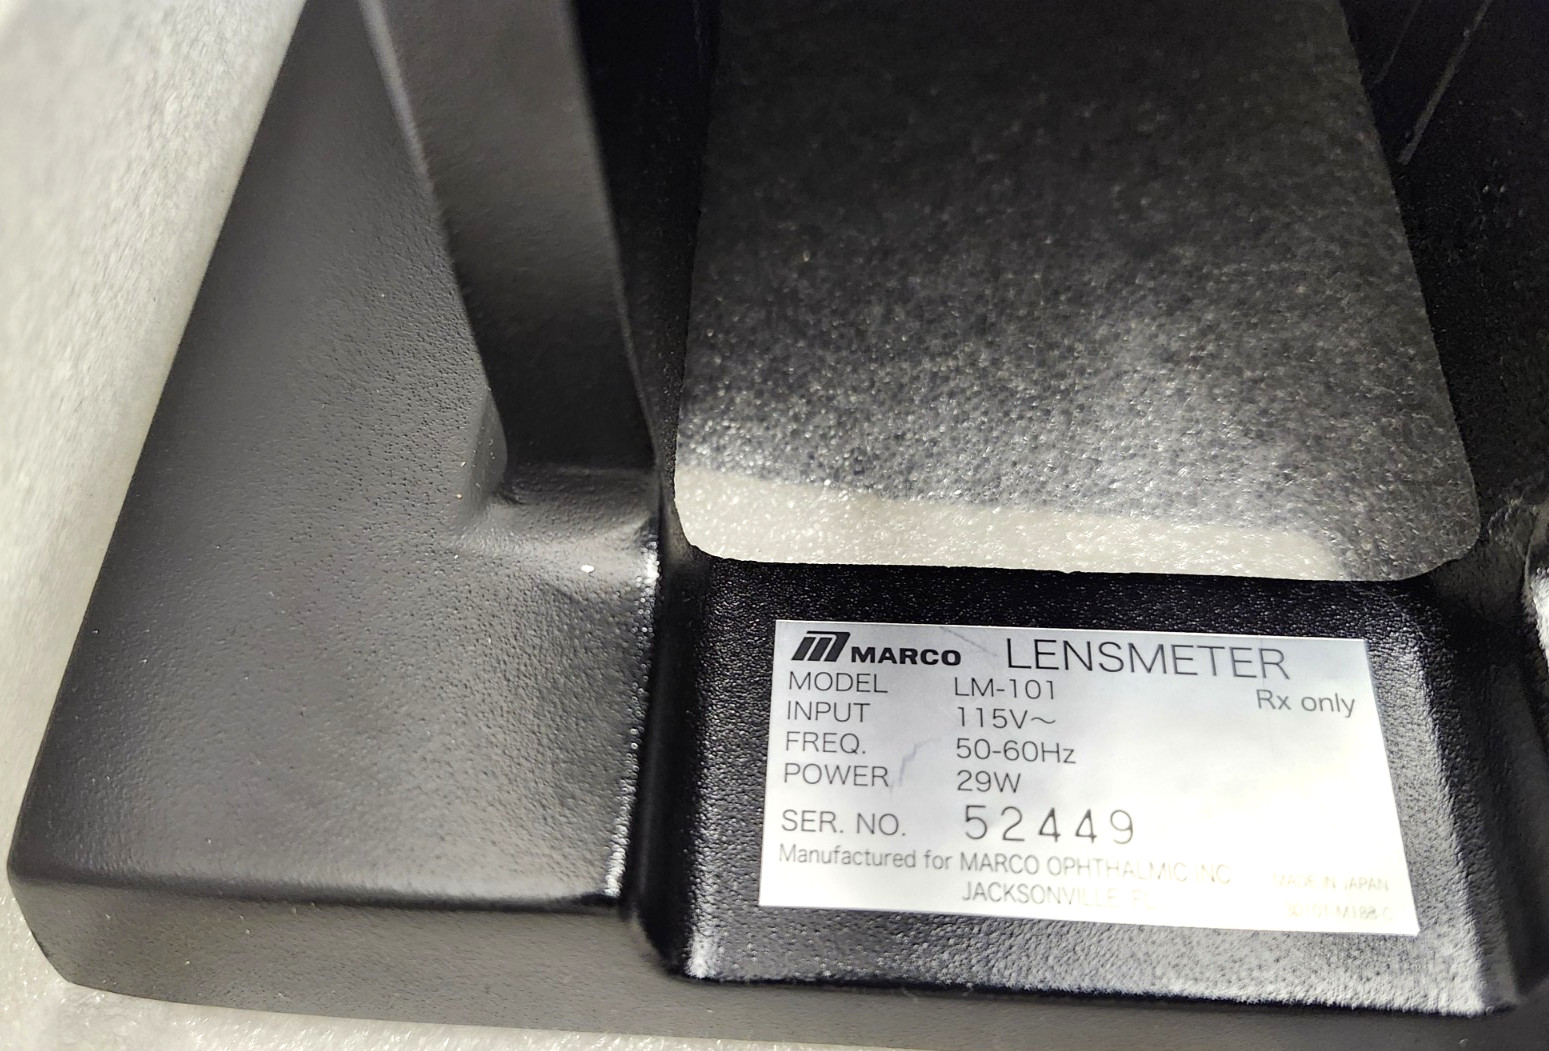 MARCO LENSMETER
MODEL LM-101
Rx only
INPUT 115V~
FREQ. 50-60Hz
POWER 29W
SER. NO. 52449
Manufactured for MARCO OPHTHALMIC INC
MADE IN JAPAN
JACKSONVILLE,